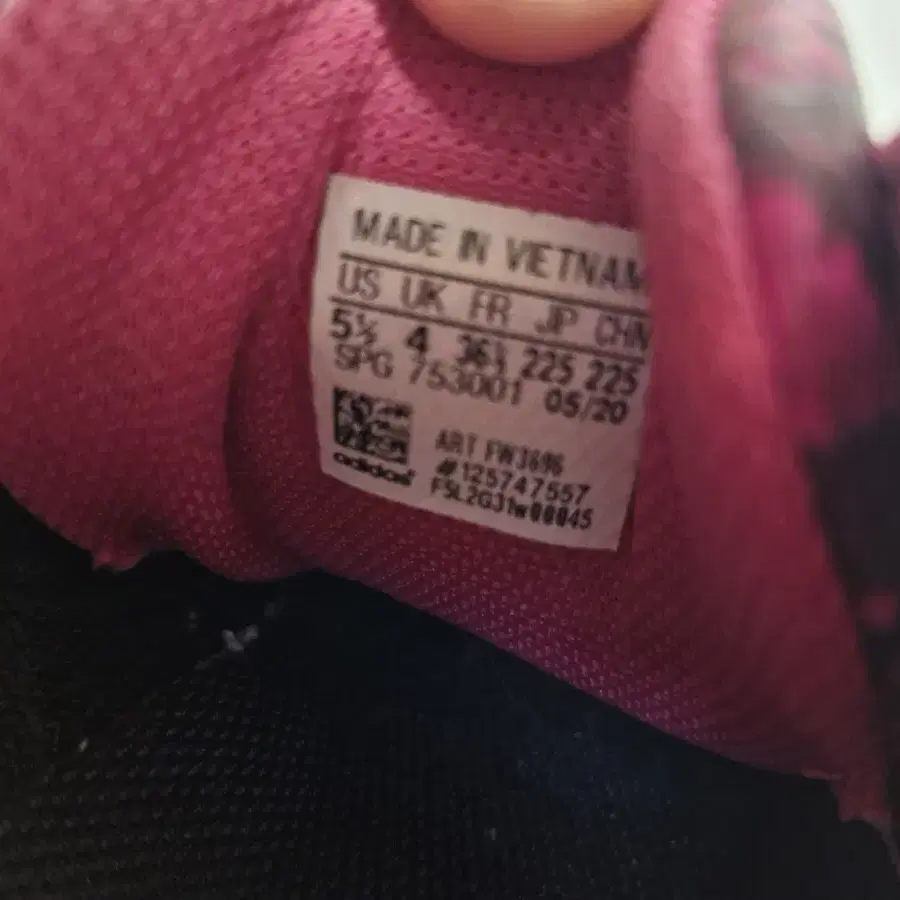 MADE IN VIETNAM
US UK FR JP CHN
5½ 4 36⅔ 225 225
SPG 753001 05/20
ART FW3696
#125747557
adidas F5L2G31w00045